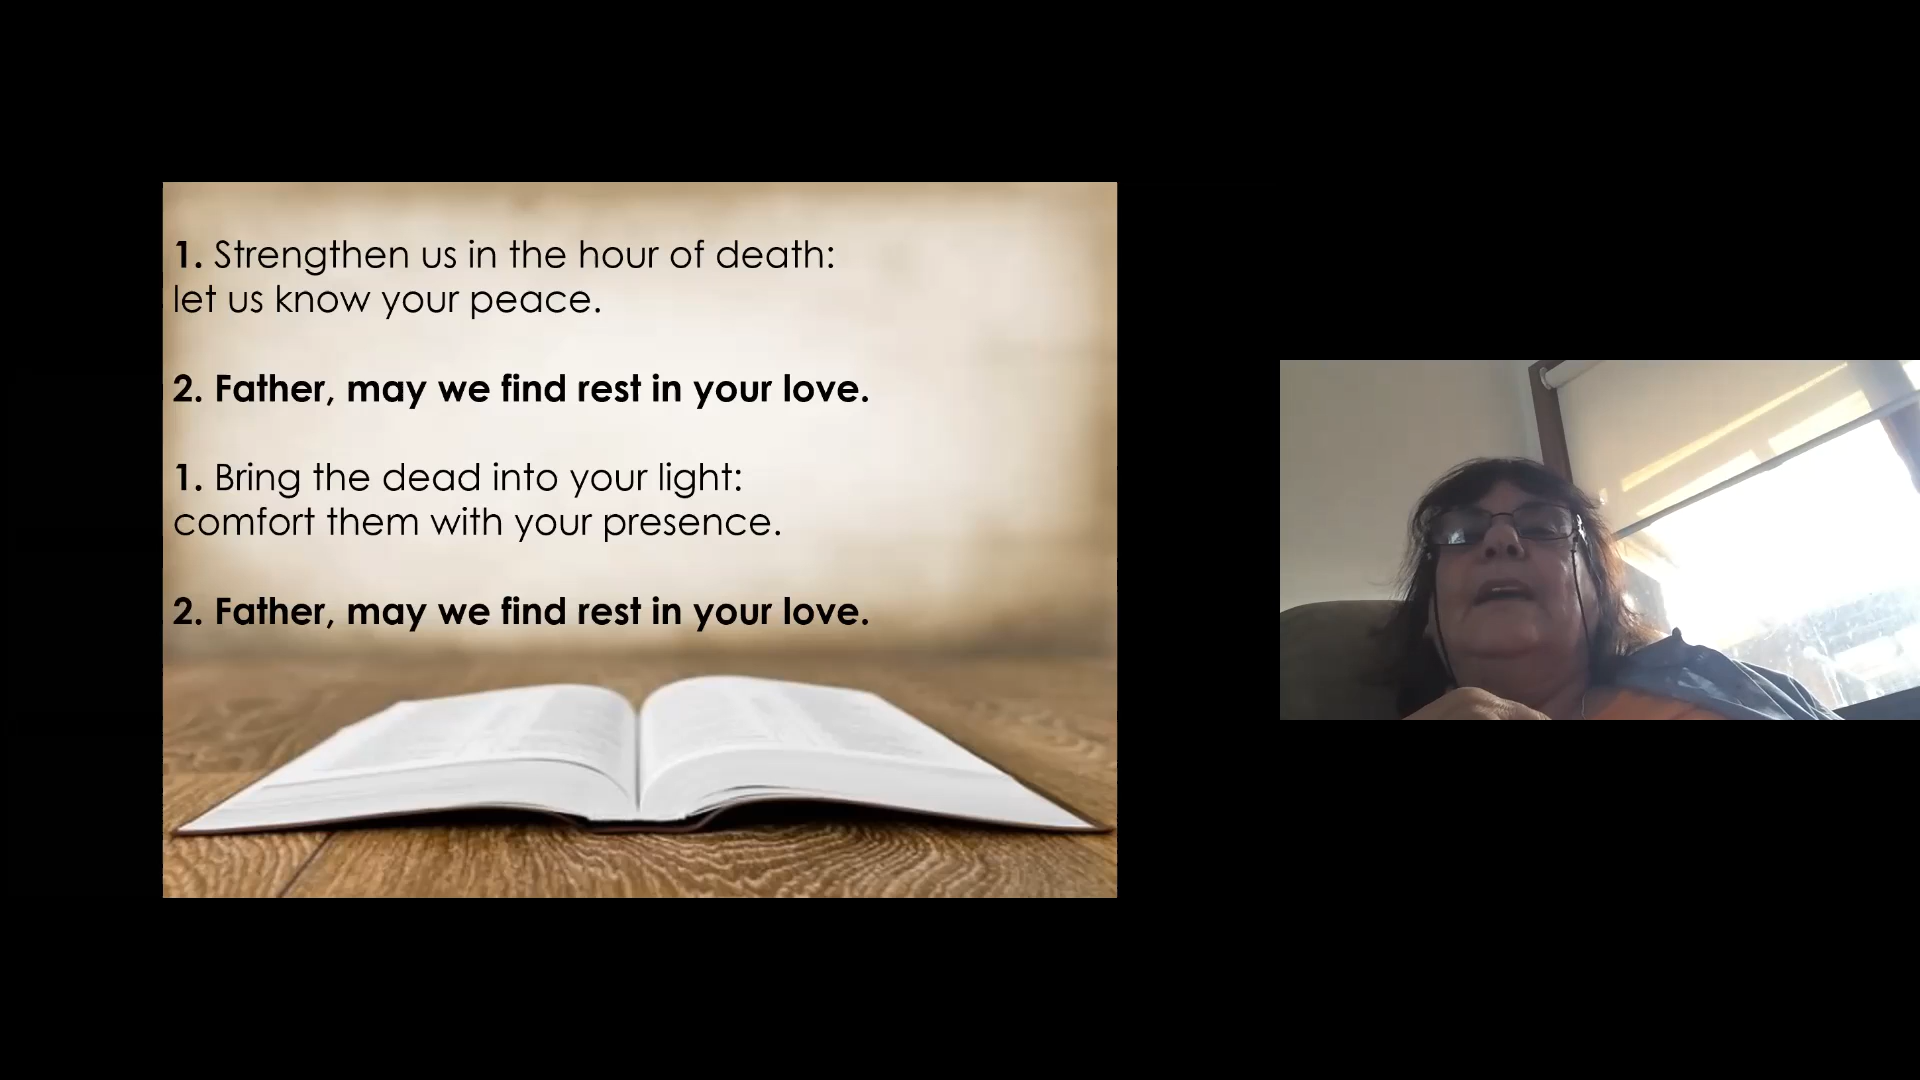 1. Strengthen us in the hour of death:
let us know your peace.
2. Father, may we find rest in your love.
1. Bring the dead into your light:
comfort them with your presence.
2. Father, may we find rest in your love.